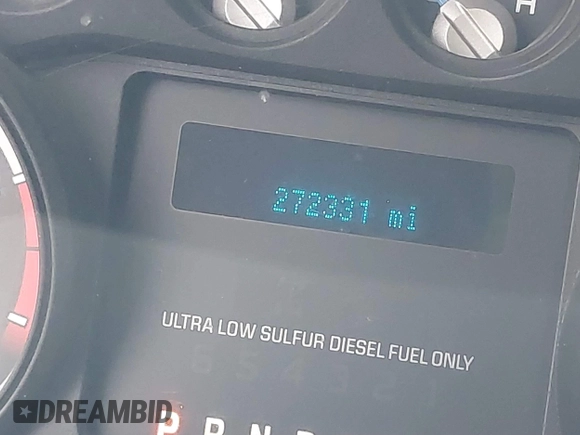 H
272331 mi
ULTRA LOW SULFUR DIESEL FUEL ONLY
P R N D
DREAMBID